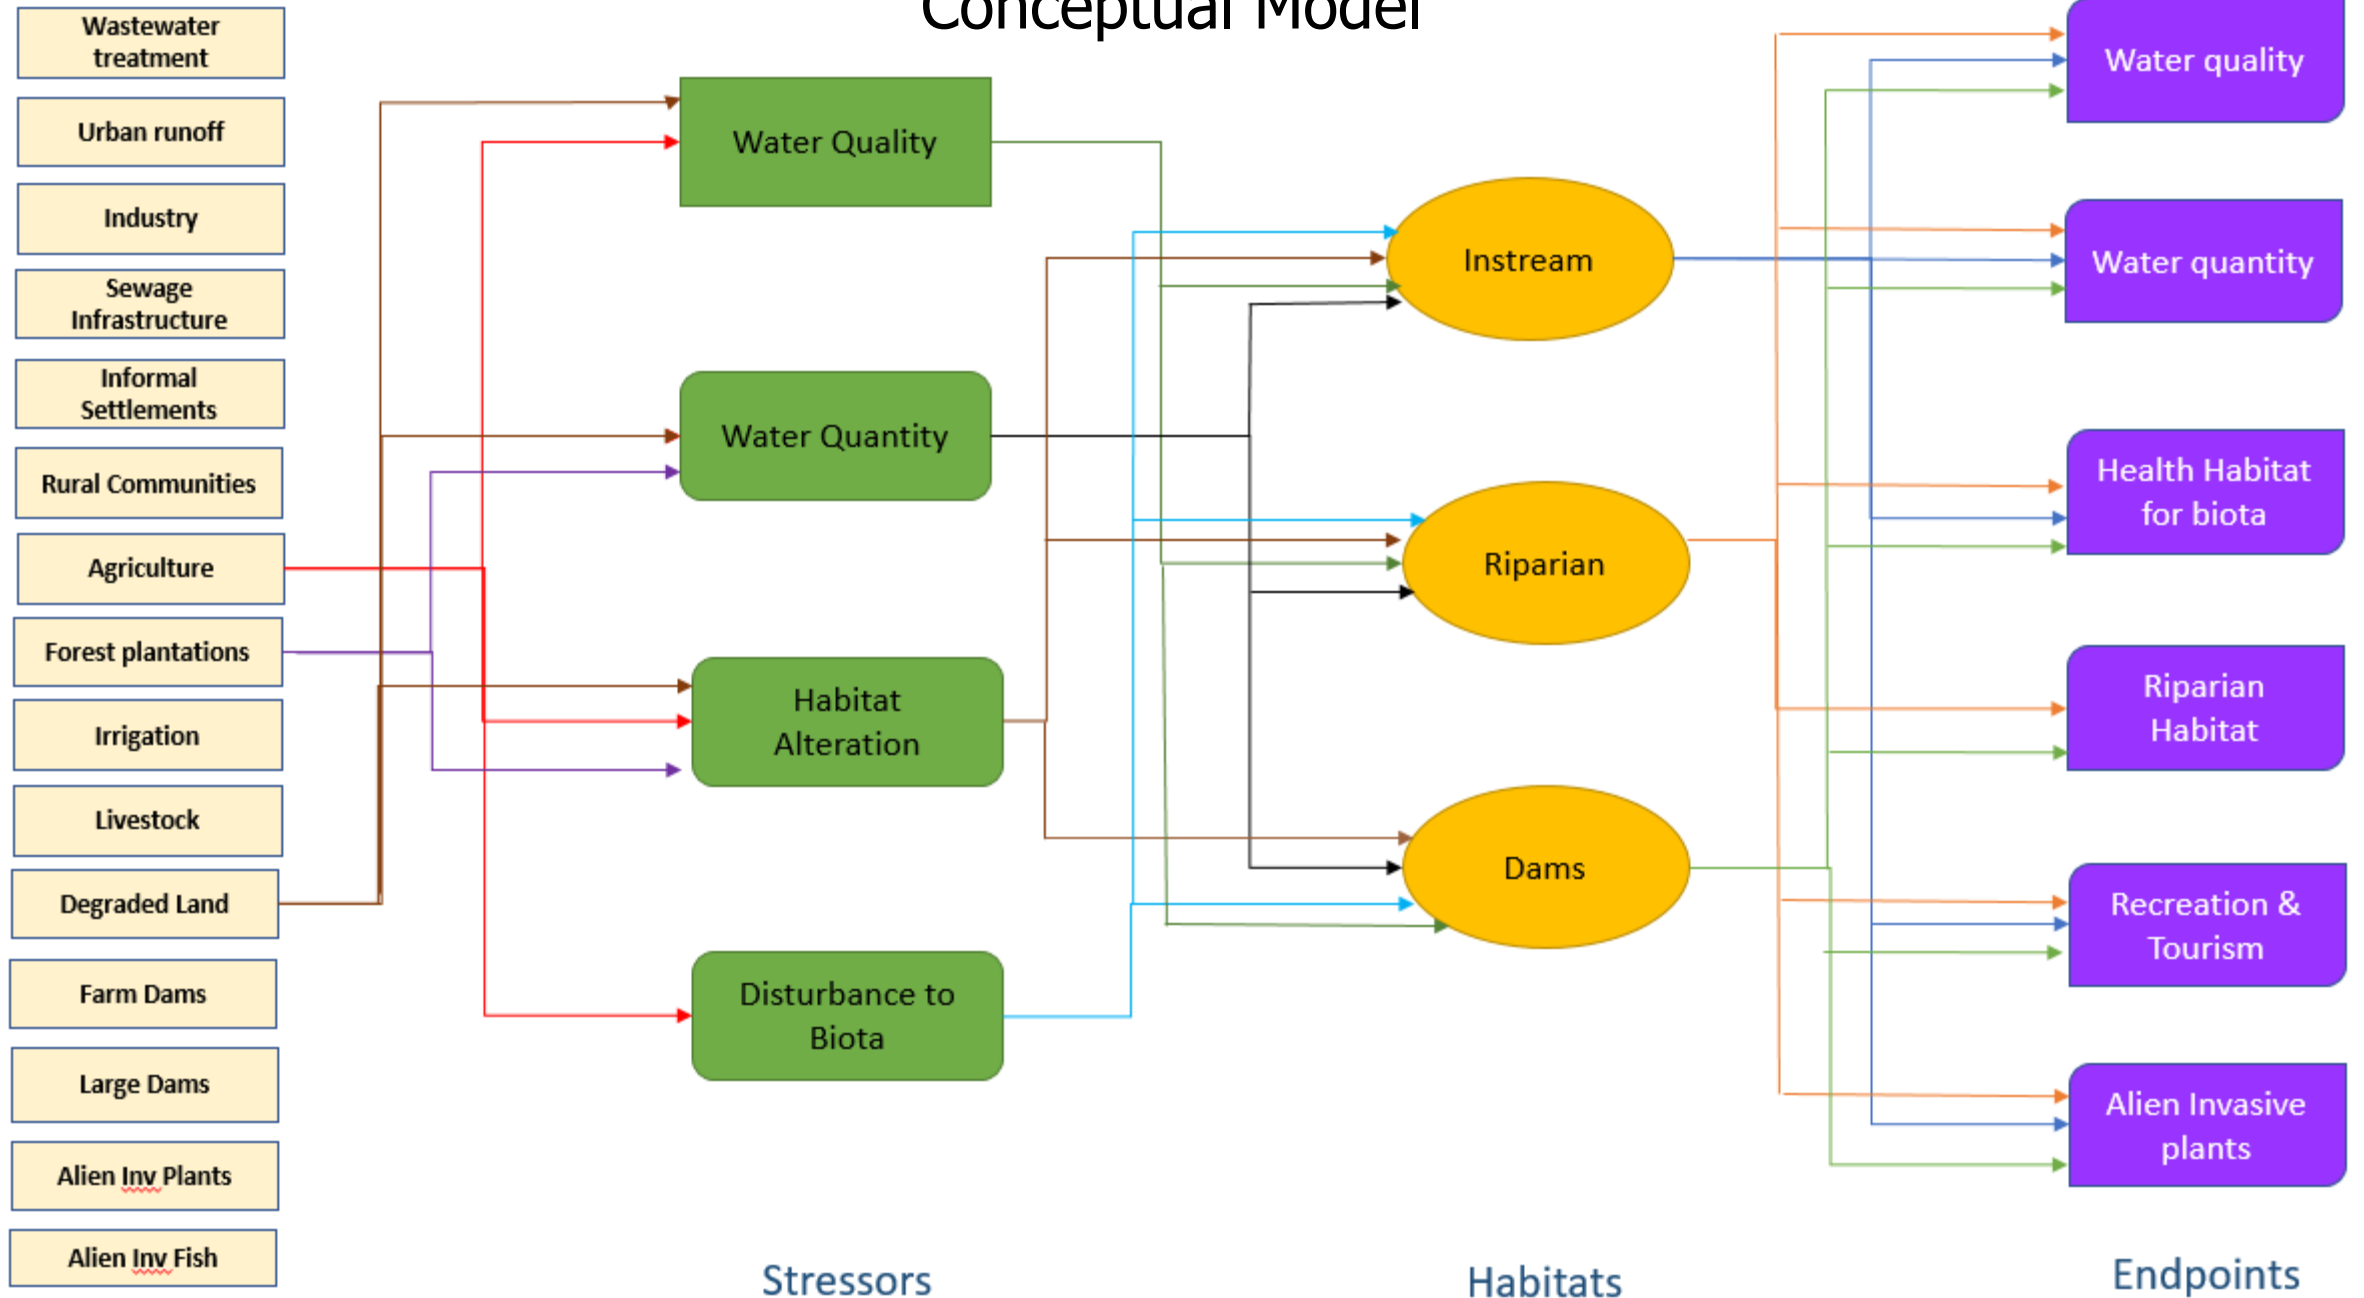 Conceptual Model
Wastewater
treatment
Urban runoff
Industry
Sewage
Infrastructure
Informal
Settlements
Rural Communities
Agriculture
Forest plantations
Irrigation
Livestock
Degraded Land
Farm Dams
Large Dams
Alien Inv Plants
Alien Inv Fish
Water Quality
Water Quantity
Habitat
Alteration
Disturbance to
Biota
Stressors
Instream
Riparian
Dams
Habitats
Water quality
Water quantity
Health Habitat
for biota
Riparian
Habitat
Recreation &
Tourism
Alien Invasive
plants
Endpoints